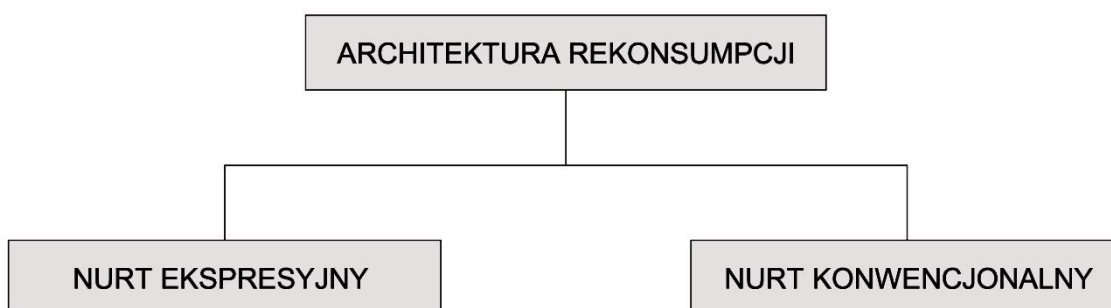 ARCHITEKTURA REKONSUMPCJI
NURT EKSPRESYJNY
NURT KONWENCJONALNY